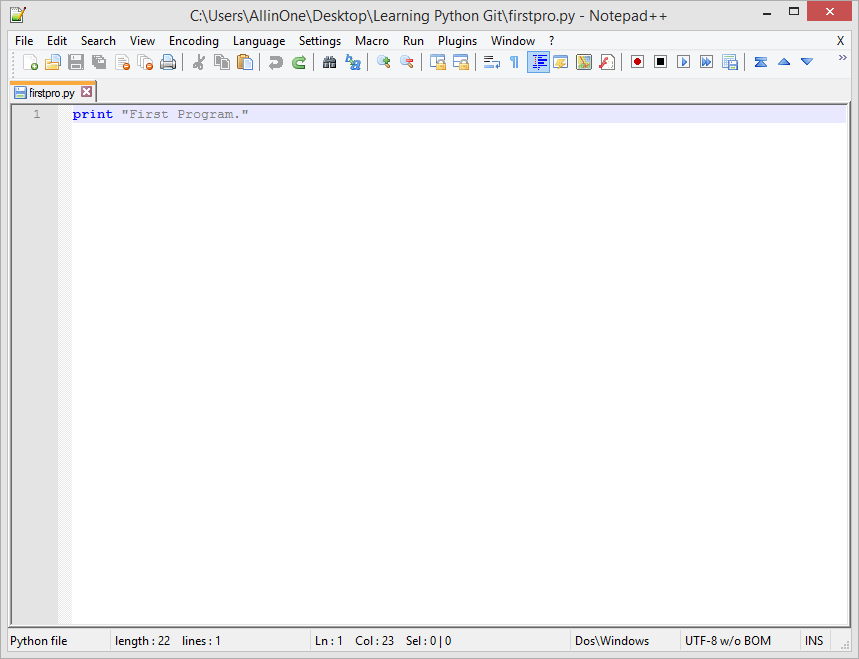 C:\Users\AllinOne\Desktop\Learning Python Git\firstpro.py - Notepad++
File Edit Search View Encoding Language Settings Macro Run Plugins Window ? X
firstpro.py
1 print "First Program."
Python file length : 22 lines : 1 Ln : 1 Col : 23 Sel : 0 | 0 Dos\Windows UTF-8 w/o BOM INS